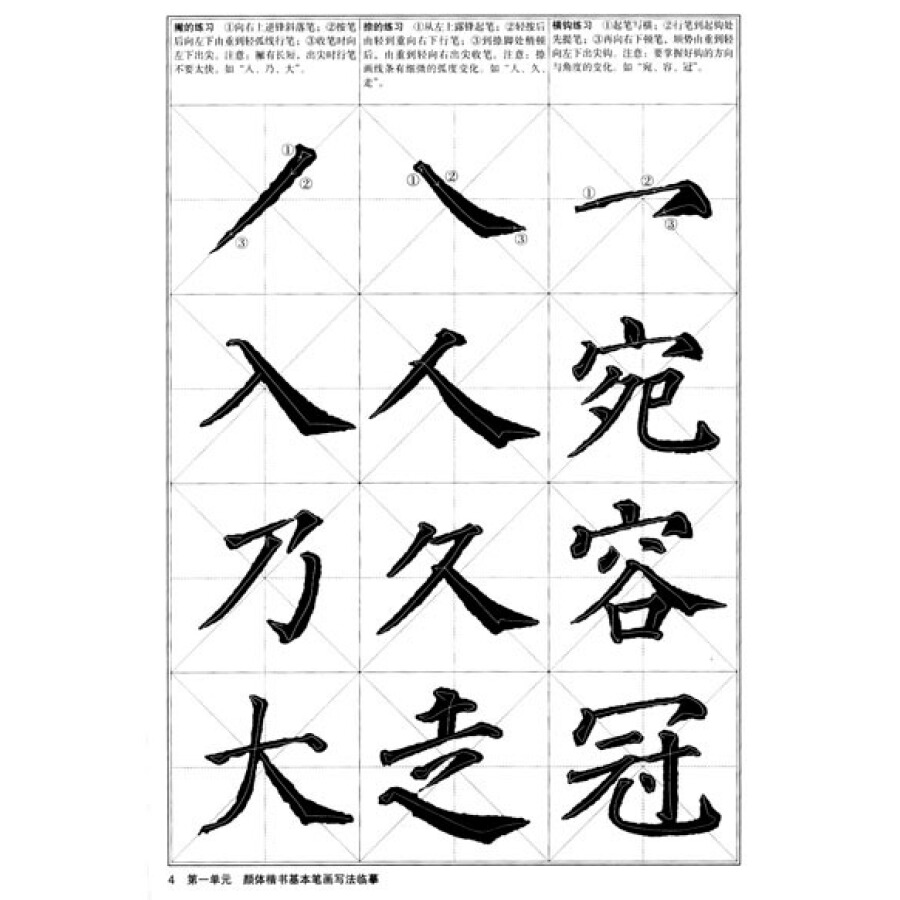 撇的练习 ①向右上逆锋斜落笔；②按笔
后向左下由重到轻弧线行笔；③收笔时向
左下出尖。注意：撇有长短，出尖时行笔
不要太快。如“人、乃、大”。
捺的练习 ①从左上露锋起笔；②轻按后
由轻到重向右下行笔；③到捺脚处稍顿
后，由重到轻向右出尖收笔。注意：捺
画线条有细微的弧度变化。如“人、久、
走”。
横钩练习 ①起笔写横；②行笔到起钩处
先提笔；③再向右下顿笔，顺势由重到轻
向左下出尖钩。注意：要掌握好钩的方向
与角度的变化。如“宛、容、冠”。
① ② ③ ① ② ③ ① ② ③
入 人 宛
乃 久 容
大 走 冠
4 第一单元 颜体楷书基本笔画写法临摹